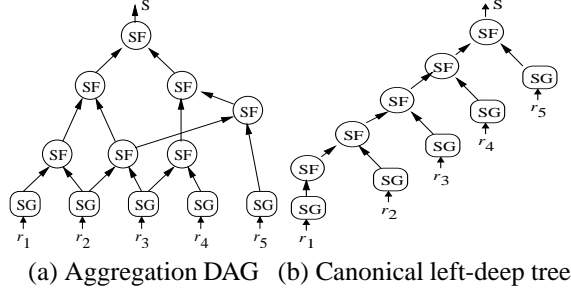 S S
SF SF
SF SF SF SG
SF SF SG r5
SF SF SF SF SG r4
SF SG r3
SG SG SG SG SG SG r2
r1 r2 r3 r4 r5 r1
(a) Aggregation DAG (b) Canonical left-deep tree